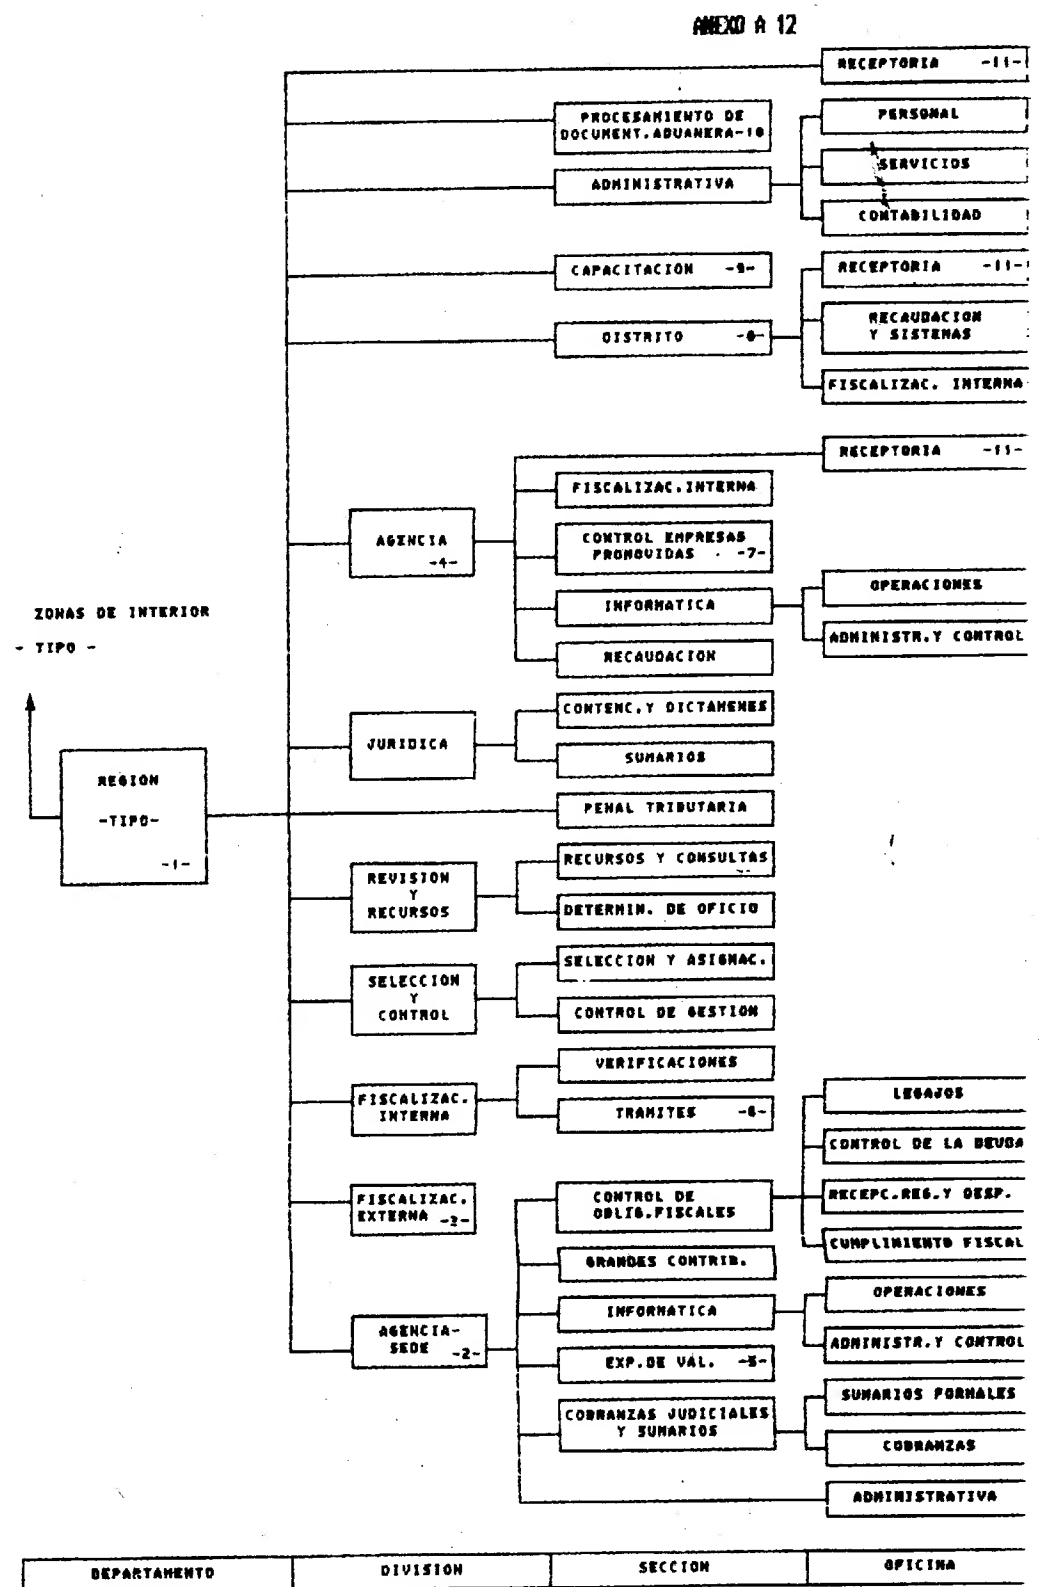 ANEXO A 12
RECEPTORIA -11-
PROCESAMIENTO DE
DOCUMENT.ADUANERA-10
PERSONAL
SERVICIOS
ADMINISTRATIVA
CONTABILIDAD
CAPACITACION -9-
RECEPTORIA -11-
RECAUDACION
Y SISTEMAS
DISTRITO -8-
FISCALIZAC. INTERNA
RECEPTORIA -11-
FISCALIZAC.INTERNA
AGENCIA
-4-
CONTROL EMPRESAS
PROMOVIDAS -7-
INFORMATICA
OPERACIONES
ADMINISTR.Y CONTROL
RECAUDACION
ZONAS DE INTERIOR
- TIPO -
REGION
-TIPO-
-1-
JURIDICA
CONTENC.Y DICTAMENES
SUMARIOS
PENAL TRIBUTARIA
REVISION
Y
RECURSOS
RECURSOS Y CONSULTAS
DETERMIN. DE OFICIO
SELECCION
Y
CONTROL
SELECCION Y ASIGNAC.
CONTROL DE GESTION
FISCALIZAC.
INTERNA
VERIFICACIONES
TRAMITES -6-
FISCALIZAC.
EXTERNA -3-
CONTROL DE
OBLIG.FISCALES
LEGAJOS
CONTROL DE LA DEUDA
RECEPC.REG.Y DESP.
CUMPLIMIENTO FISCAL
GRANDES CONTRIB.
AGENCIA-
SEDE -2-
INFORMATICA
OPERACIONES
ADMINISTR.Y CONTROL
EXP.DE VAL. -5-
COBRANZAS JUDICIALES
Y SUMARIOS
SUMARIOS FORMALES
COBRANZAS
ADMINISTRATIVA
DEPARTAMENTO DIVISION SECCION OFICINA